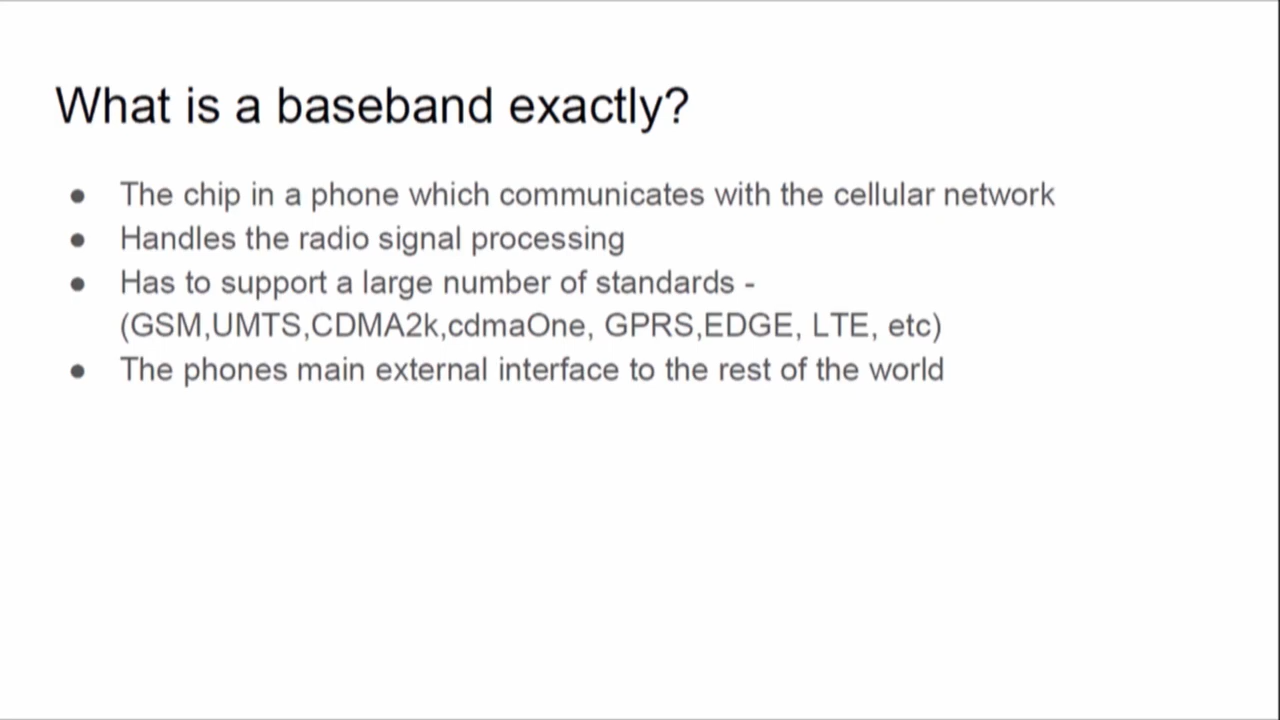 What is a baseband exactly?
● The chip in a phone which communicates with the cellular network
● Handles the radio signal processing
● Has to support a large number of standards -
(GSM,UMTS,CDMA2k,cdmaOne, GPRS,EDGE, LTE, etc)
● The phones main external interface to the rest of the world